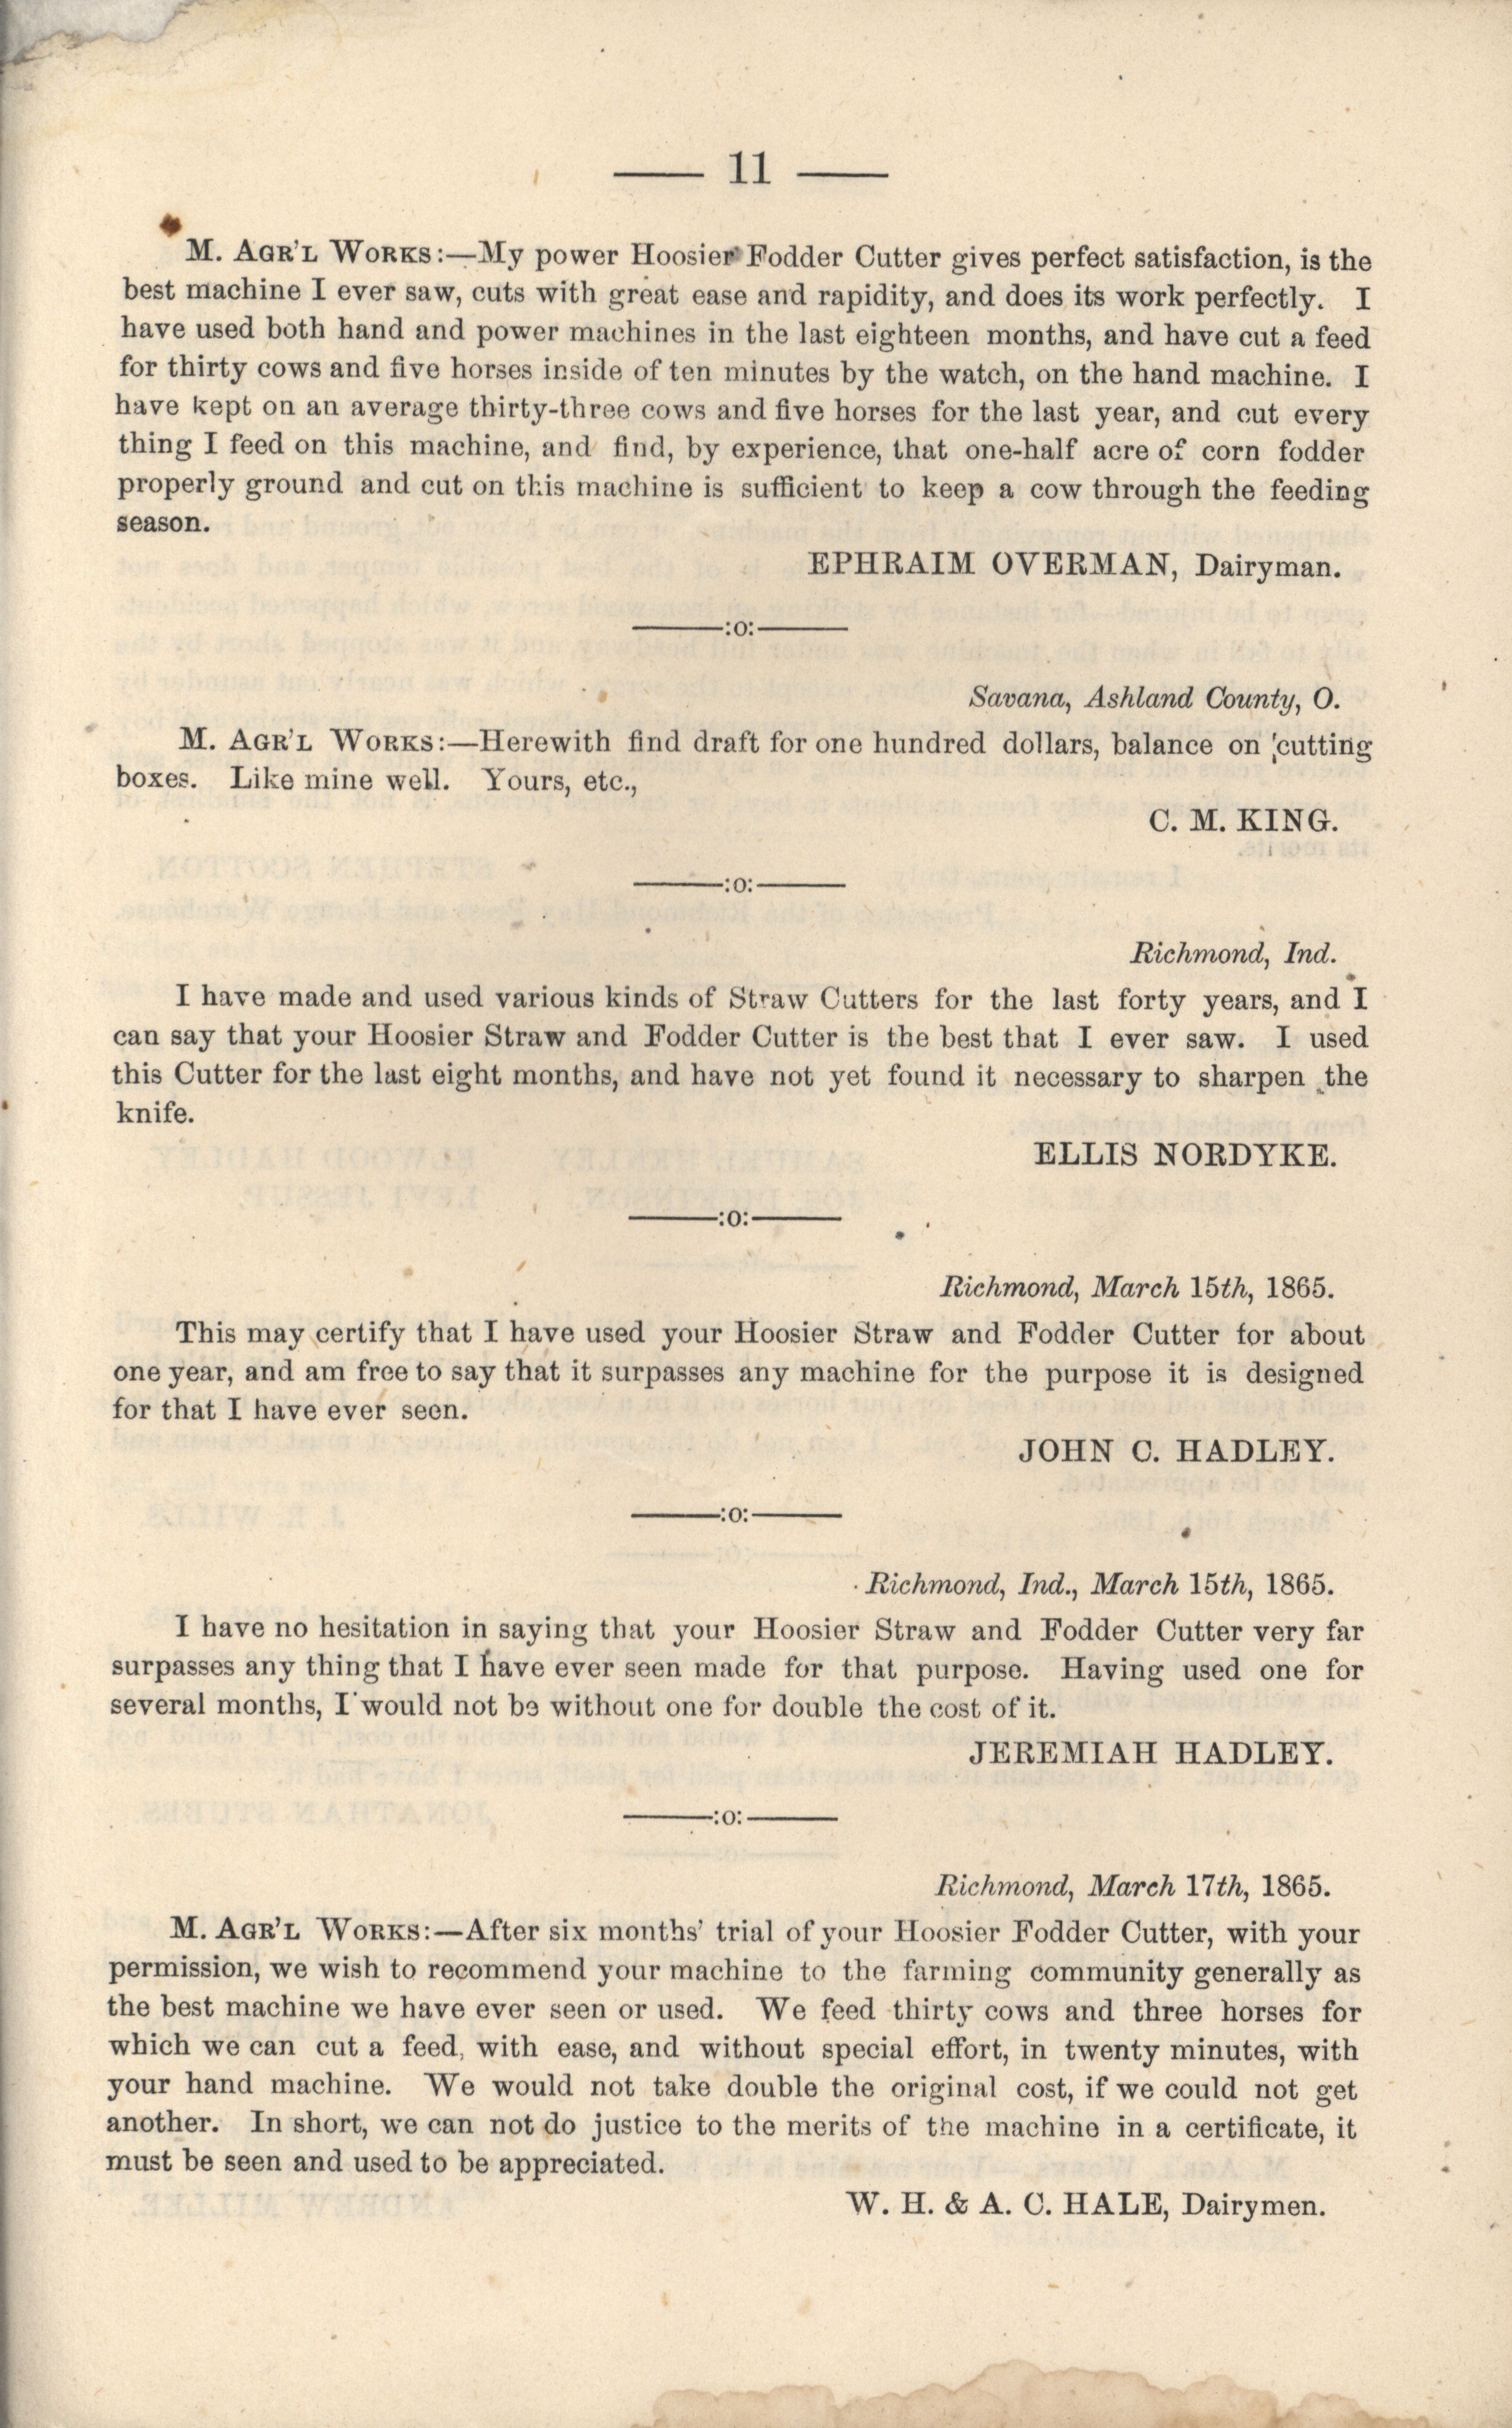 — 11 —
M. AGR'L WORKS:—My power Hoosier Fodder Cutter gives perfect satisfaction, is the
best machine I ever saw, cuts with great ease and rapidity, and does its work perfectly. I
have used both hand and power machines in the last eighteen months, and have cut a feed
for thirty cows and five horses inside of ten minutes by the watch, on the hand machine. I
have kept on an average thirty-three cows and five horses for the last year, and cut every
thing I feed on this machine, and find, by experience, that one-half acre of corn fodder
properly ground and cut on this machine is sufficient to keep a cow through the feeding
season.
EPHRAIM OVERMAN, Dairyman.
——:o:——
Savana, Ashland County, O.
M. AGR'L WORKS:—Herewith find draft for one hundred dollars, balance on cutting
boxes. Like mine well. Yours, etc.,
C. M. KING.
——:o:——
Richmond, Ind.
I have made and used various kinds of Straw Cutters for the last forty years, and I
can say that your Hoosier Straw and Fodder Cutter is the best that I ever saw. I used
this Cutter for the last eight months, and have not yet found it necessary to sharpen the
knife.
ELLIS NORDYKE.
——:o:——
Richmond, March 15th, 1865.
This may certify that I have used your Hoosier Straw and Fodder Cutter for about
one year, and am free to say that it surpasses any machine for the purpose it is designed
for that I have ever seen.
JOHN C. HADLEY.
——:o:——
Richmond, Ind., March 15th, 1865.
I have no hesitation in saying that your Hoosier Straw and Fodder Cutter very far
surpasses any thing that I have ever seen made for that purpose. Having used one for
several months, I would not be without one for double the cost of it.
JEREMIAH HADLEY.
——:o:——
Richmond, March 17th, 1865.
M. AGR'L WORKS:—After six months' trial of your Hoosier Fodder Cutter, with your
permission, we wish to recommend your machine to the farming community generally as
the best machine we have ever seen or used. We feed thirty cows and three horses for
which we can cut a feed, with ease, and without special effort, in twenty minutes, with
your hand machine. We would not take double the original cost, if we could not get
another. In short, we can not do justice to the merits of the machine in a certificate, it
must be seen and used to be appreciated.
W. H. & A. C. HALE, Dairymen.